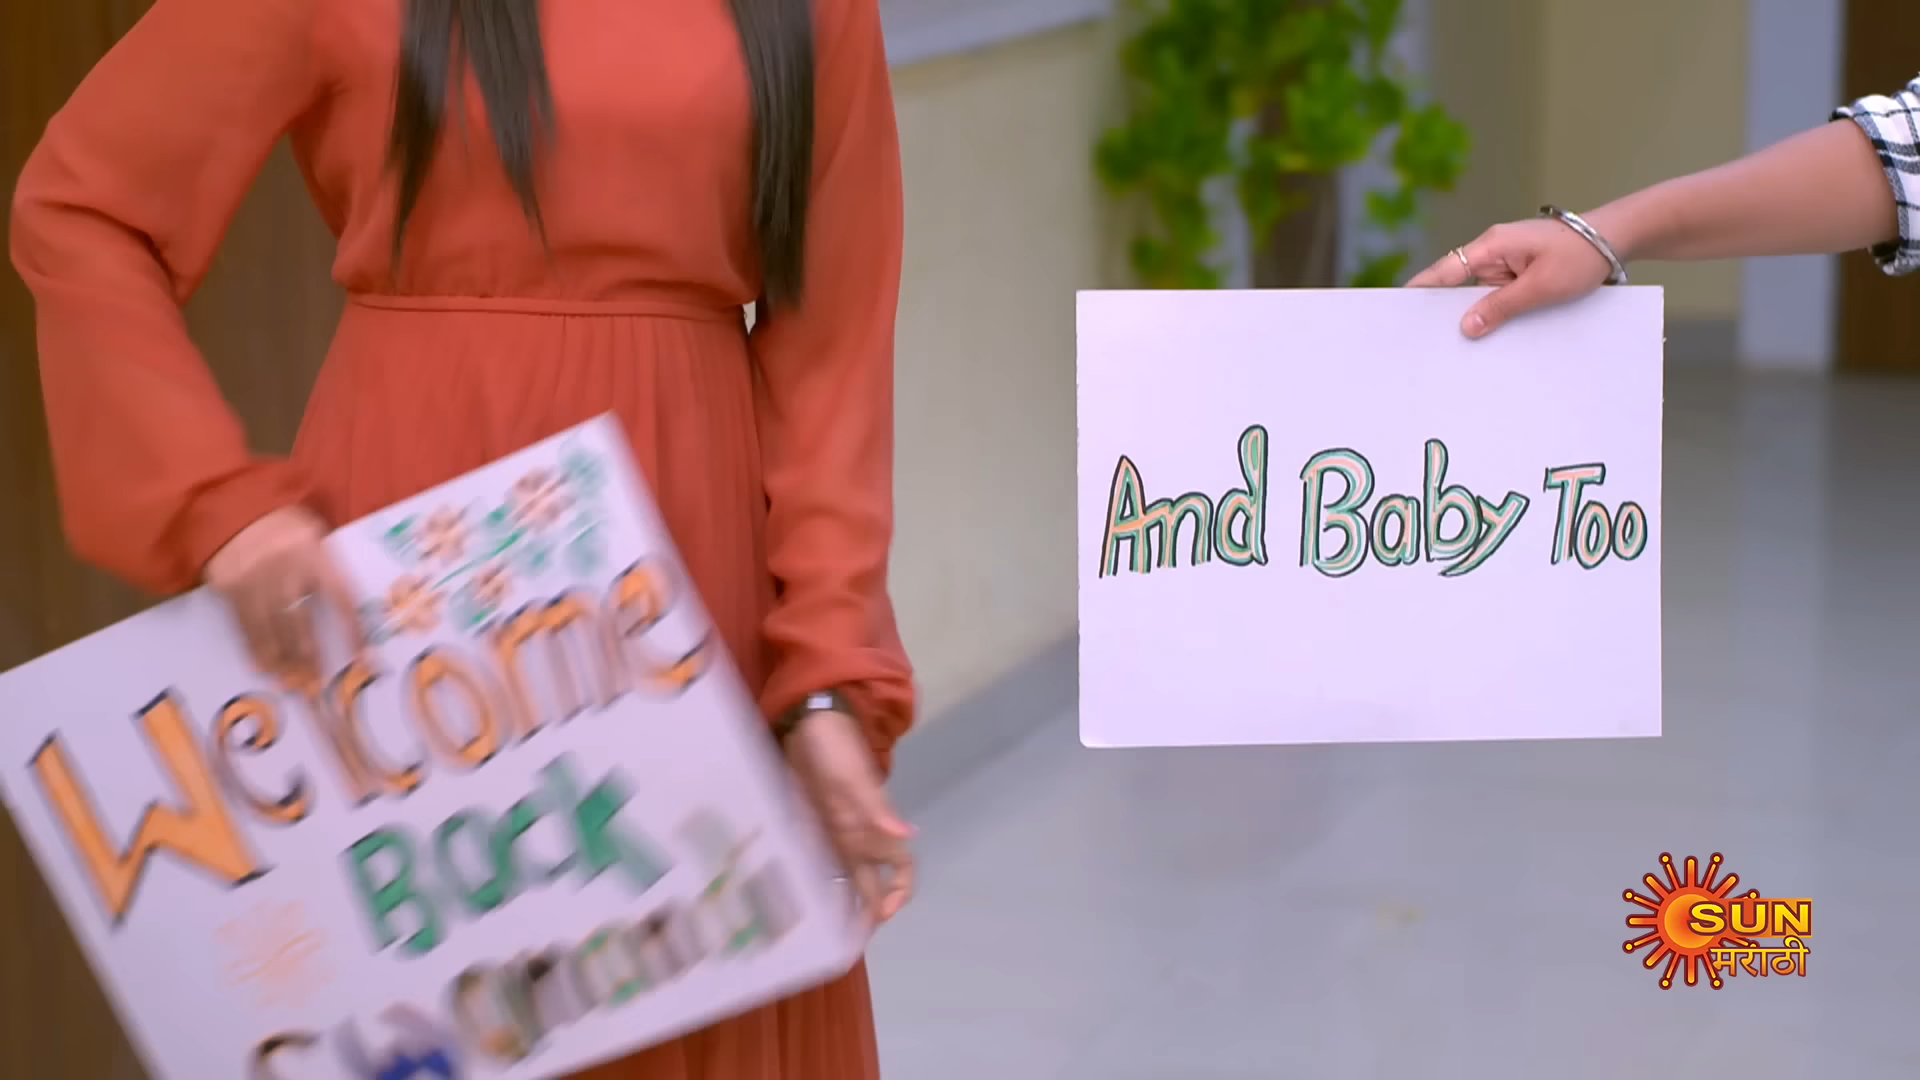 Welcome
Back
And Baby Too
SUN
मराठी